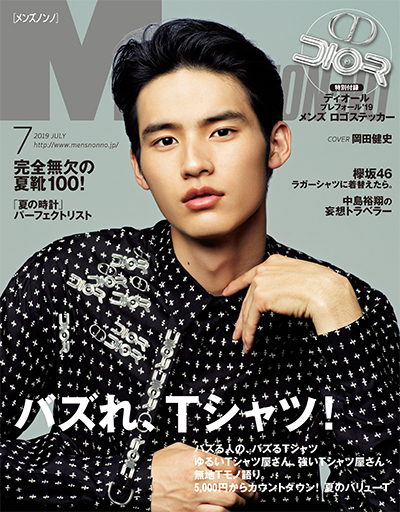 [メンズノンノ]
M
NON-NO
CD
DIOR
特別付録
ディオール
プレフォール'19
メンズ ロゴステッカー
7 2019 JULY
http://www.mensnonno.jp/
COVER 岡田健史
完全無欠の
夏靴100!
「夏の時計」
パーフェクトリスト
欅坂46
ラガーシャツに着替えたら。
中島裕翔の
妄想トラベラー
DIOR
DIOR
DIOR
バズれ、Tシャツ!
バズる人の、バズるTシャツ
ゆるいTシャツ屋さん、強いTシャツ屋さん
無地Tモノ語り。
5,000円からカウントダウン! 夏のバリューT